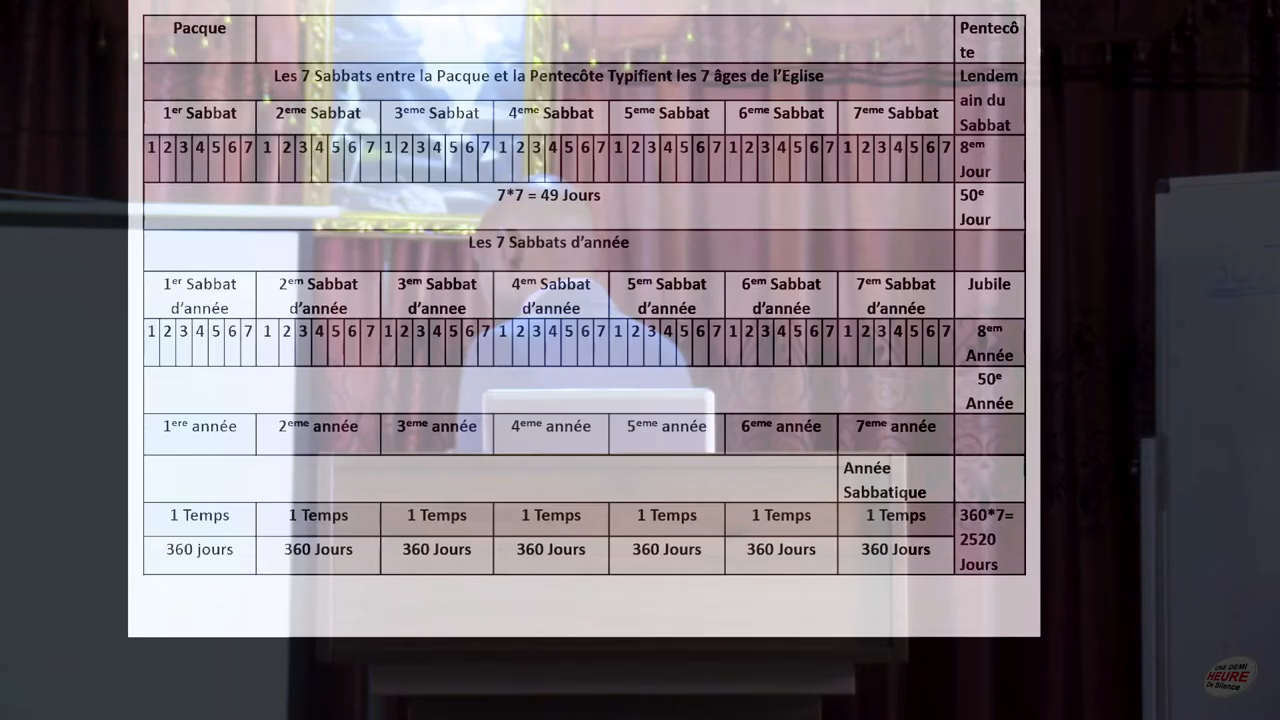 Pacque
Pentecô
te
Les 7 Sabbats entre la Pacque et la Pentecôte Typifient les 7 âges de l'Eglise
Lendem
ain du
Sabbat
1er Sabbat 2eme Sabbat 3eme Sabbat 4eme Sabbat 5eme Sabbat 6eme Sabbat 7eme Sabbat
1 2 3 4 5 6 7 1 2 3 4 5 6 7 1 2 3 4 5 6 7 1 2 3 4 5 6 7 1 2 3 4 5 6 7 1 2 3 4 5 6 7 1 2 3 4 5 6 7
8em
Jour
7*7 = 49 Jours
50e
Jour
Les 7 Sabbats d'année
1er Sabbat
d'année
2em Sabbat
d'année
3em Sabbat
d'annee
4em Sabbat
d'année
5em Sabbat
d'année
6em Sabbat
d'année
7em Sabbat
d'année
Jubile
1 2 3 4 5 6 7 1 2 3 4 5 6 7 1 2 3 4 5 6 7 1 2 3 4 5 6 7 1 2 3 4 5 6 7 1 2 3 4 5 6 7 1 2 3 4 5 6 7
8em
Année
50e
Année
1ere année 2eme année 3eme année 4eme année 5eme année 6eme année 7eme année
Année
Sabbatique
1 Temps 1 Temps 1 Temps 1 Temps 1 Temps 1 Temps 1 Temps
360*7=
2520
Jours
360 jours 360 Jours 360 Jours 360 Jours 360 Jours 360 Jours 360 Jours
UNE DEMI
HEURE
De Silence